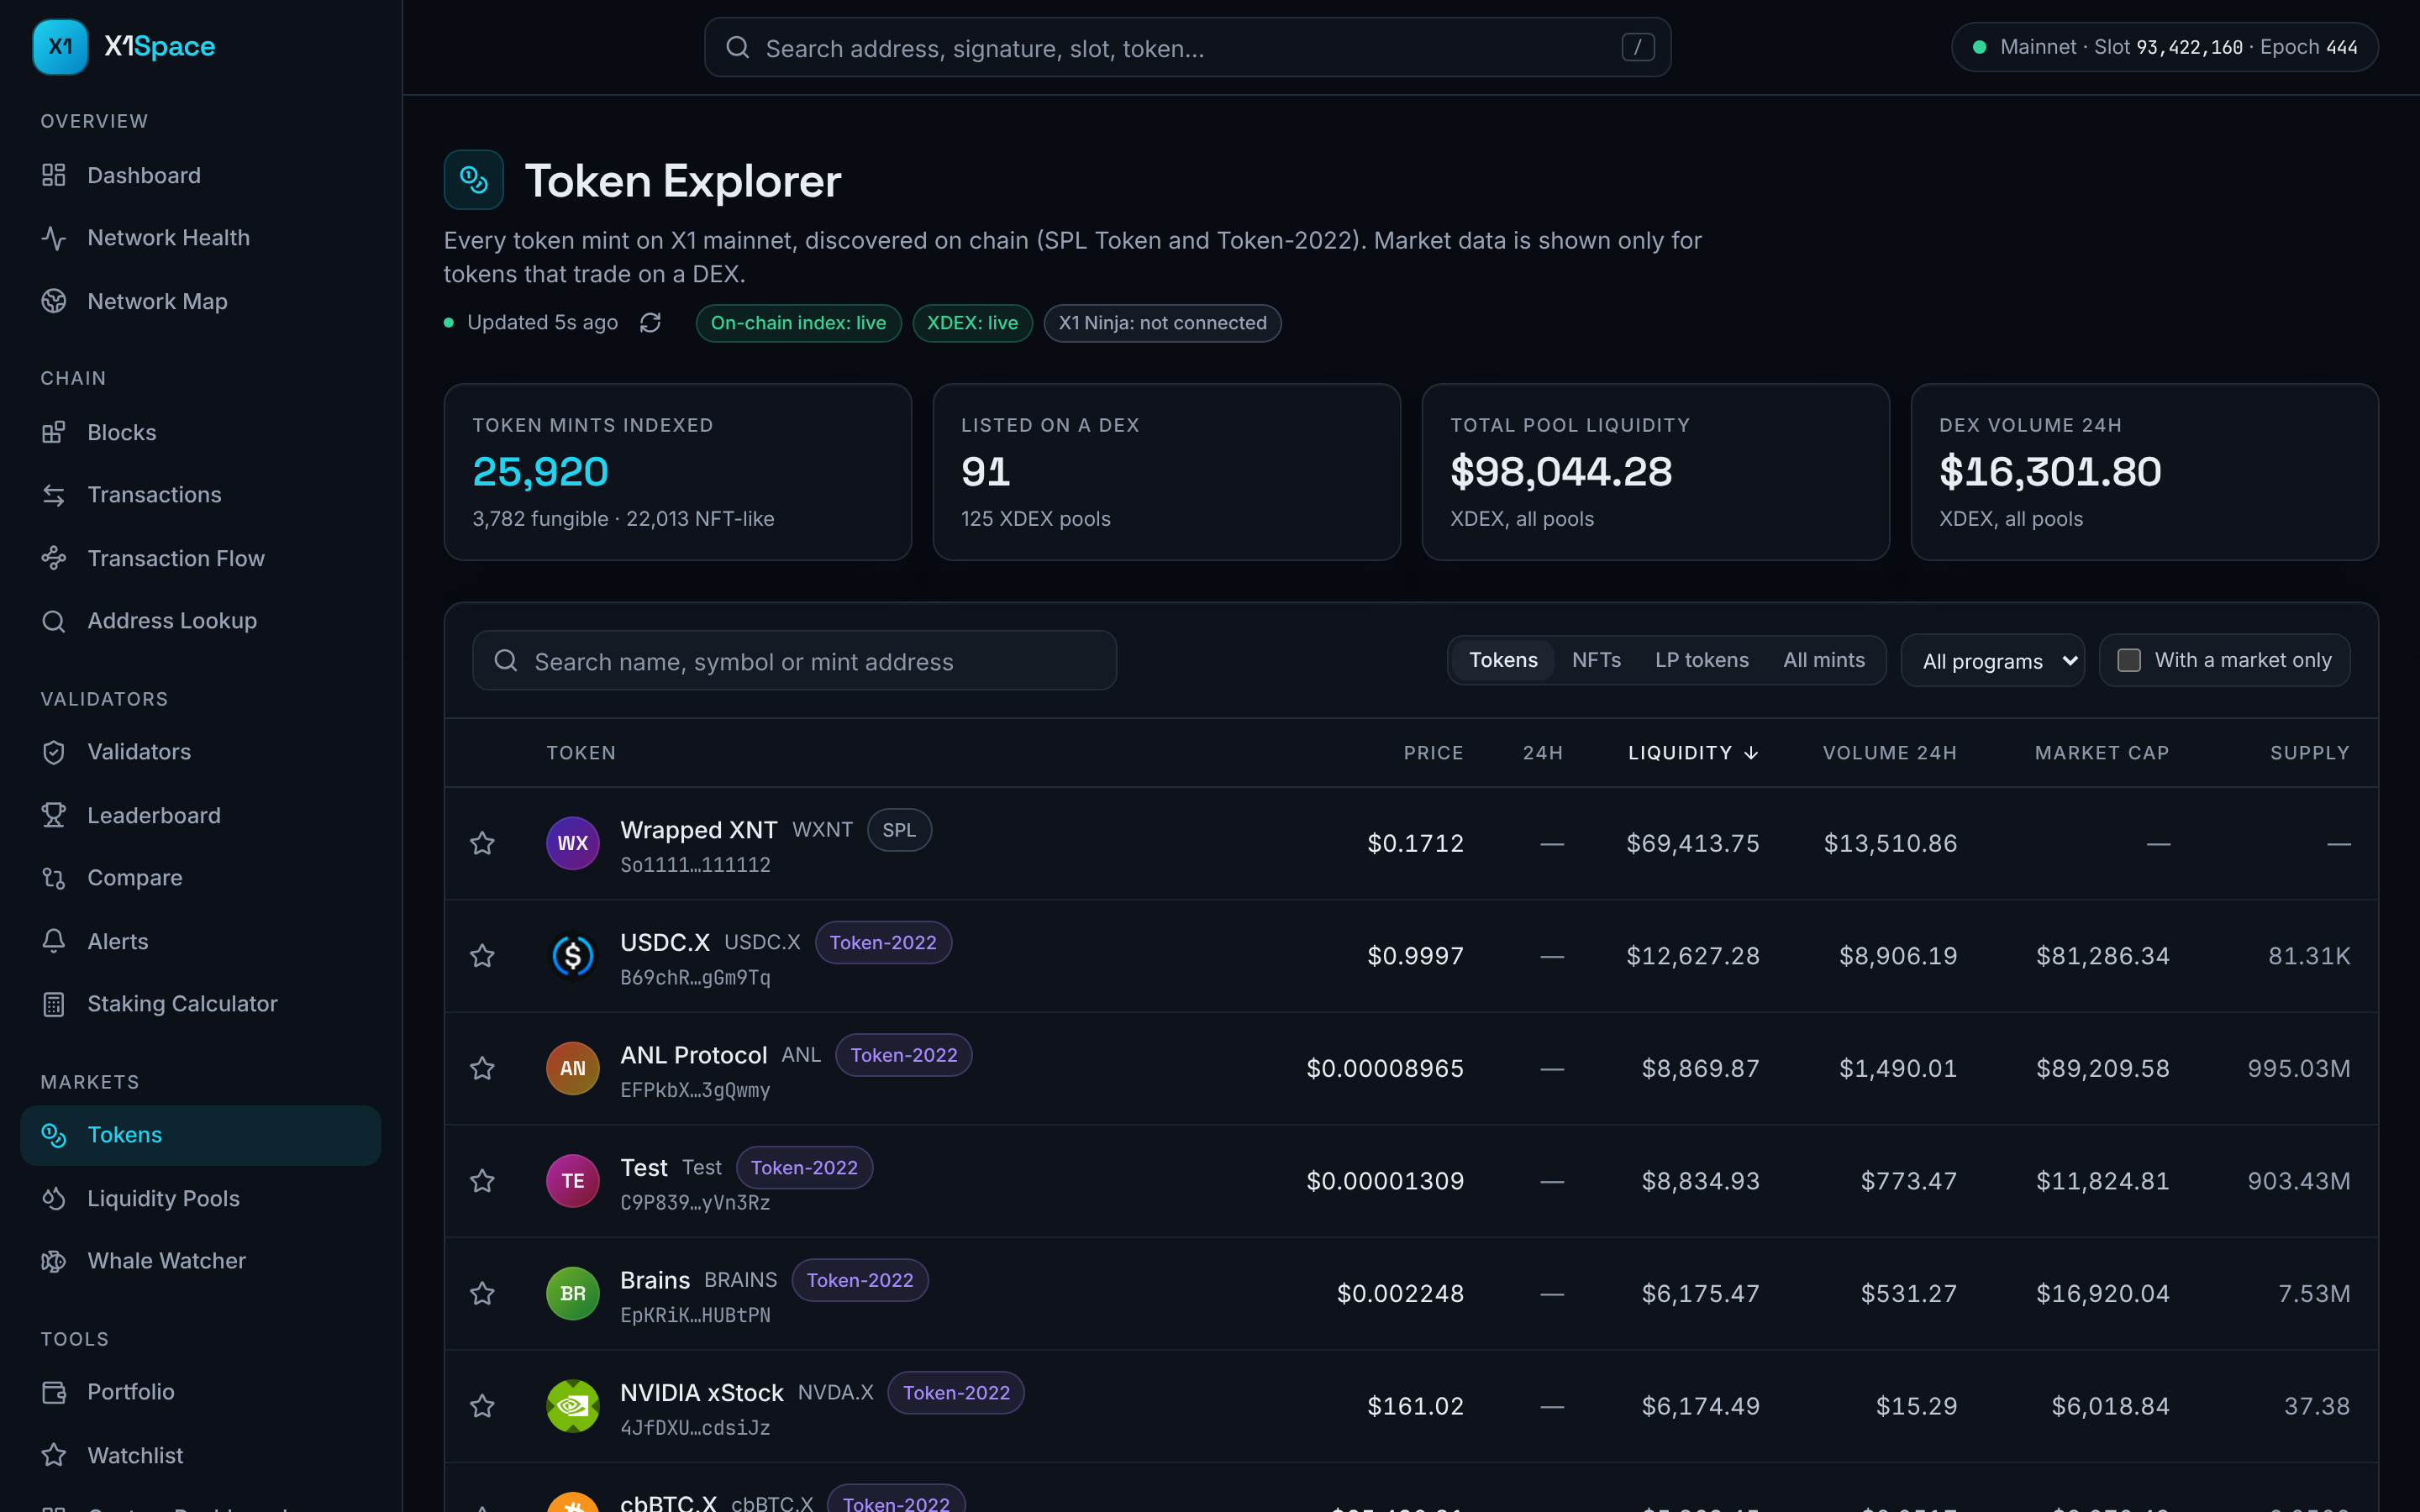 X1 X1Space
Search address, signature, slot, token... /
Mainnet · Slot 93,422,160 · Epoch 444
OVERVIEW
Dashboard
Network Health
Network Map
CHAIN
Blocks
Transactions
Transaction Flow
Address Lookup
VALIDATORS
Validators
Leaderboard
Compare
Alerts
Staking Calculator
MARKETS
Tokens
Liquidity Pools
Whale Watcher
TOOLS
Portfolio
Watchlist
Token Explorer
Every token mint on X1 mainnet, discovered on chain (SPL Token and Token-2022). Market data is shown only for
tokens that trade on a DEX.
Updated 5s ago On-chain index: live XDEX: live X1 Ninja: not connected
TOKEN MINTS INDEXED
25,920
3,782 fungible · 22,013 NFT-like
LISTED ON A DEX
91
125 XDEX pools
TOTAL POOL LIQUIDITY
$98,044.28
XDEX, all pools
DEX VOLUME 24H
$16,301.80
XDEX, all pools
Search name, symbol or mint address Tokens NFTs LP tokens All mints All programs With a market only
TOKEN PRICE 24H LIQUIDITY ↓ VOLUME 24H MARKET CAP SUPPLY
WX Wrapped XNT WXNT SPL $0.1712 — $69,413.75 $13,510.86 — —
So1111…111112
USDC.X USDC.X Token-2022 $0.9997 — $12,627.28 $8,906.19 $81,286.34 81.31K
B69chR…gGm9Tq
AN ANL Protocol ANL Token-2022 $0.00008965 — $8,869.87 $1,490.01 $89,209.58 995.03M
EFPkbX…3gQwmy
TE Test Test Token-2022 $0.00001309 — $8,834.93 $773.47 $11,824.81 903.43M
C9P839…yVn3Rz
BR Brains BRAINS Token-2022 $0.002248 — $6,175.47 $531.27 $16,920.04 7.53M
EpKRiK…HUBtPN
NVIDIA xStock NVDA.X Token-2022 $161.02 — $6,174.49 $15.29 $6,018.84 37.38
4JfDXU…cdsiJz
cbBTC.X cbBTC.X Token-2022